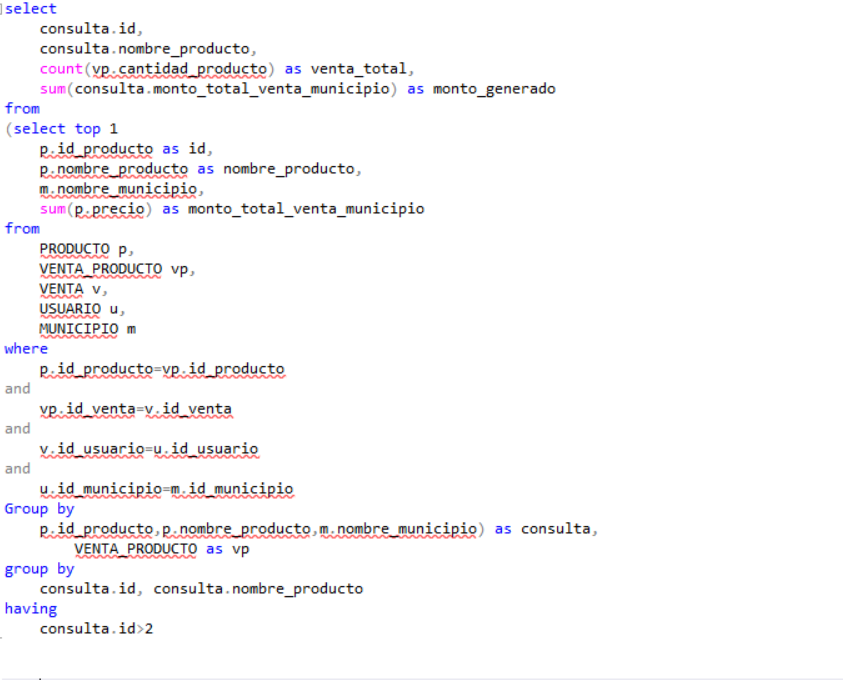 select
consulta.id,
consulta.nombre_producto,
count(vp.cantidad_producto) as venta_total,
sum(consulta.monto_total_venta_municipio) as monto_generado
from
(select top 1
p.id_producto as id,
p.nombre_producto as nombre_producto,
m.nombre_municipio,
sum(p.precio) as monto_total_venta_municipio
from
PRODUCTO p,
VENTA_PRODUCTO vp,
VENTA v,
USUARIO u,
MUNICIPIO m
where
p.id_producto=vp.id_producto
and
vp.id_venta=v.id_venta
and
v.id_usuario=u.id_usuario
and
u.id_municipio=m.id_municipio
Group by
p.id_producto,p.nombre_producto,m.nombre_municipio) as consulta,
VENTA_PRODUCTO as vp
group by
consulta.id, consulta.nombre_producto
having
consulta.id>2